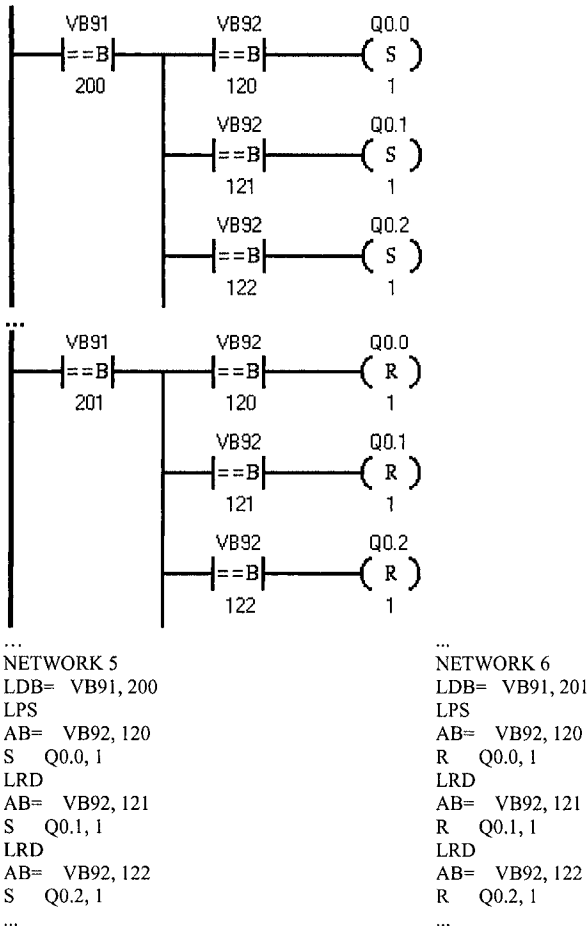 VB91 VB92 Q0.0
==B ==B S
200 120 1
VB92 Q0.1
==B S
121 1
VB92 Q0.2
==B S
122 1
...
VB91 VB92 Q0.0
==B ==B R
201 120 1
VB92 Q0.1
==B R
121 1
VB92 Q0.2
==B R
122 1
...
NETWORK 5
LDB= VB91, 200
LPS
AB= VB92, 120
S Q0.0, 1
LRD
AB= VB92, 121
S Q0.1, 1
LRD
AB= VB92, 122
S Q0.2, 1
...
...
NETWORK 6
LDB= VB91, 201
LPS
AB= VB92, 120
R Q0.0, 1
LRD
AB= VB92, 121
R Q0.1, 1
LRD
AB= VB92, 122
R Q0.2, 1
...